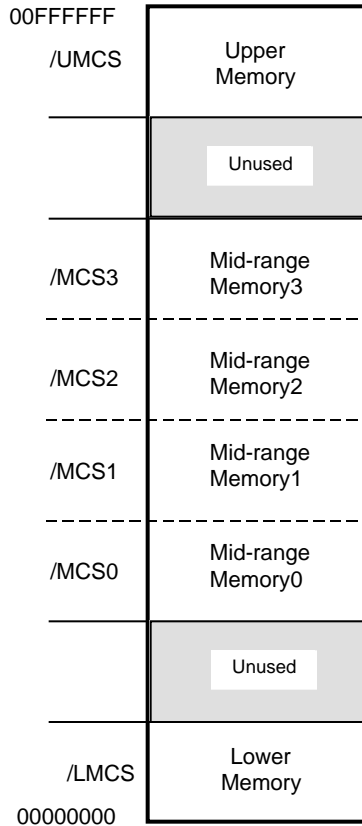 00FFFFFF
/UMCS
Upper
Memory
Unused
/MCS3
Mid-range
Memory3
/MCS2
Mid-range
Memory2
/MCS1
Mid-range
Memory1
/MCS0
Mid-range
Memory0
Unused
/LMCS
Lower
Memory
00000000